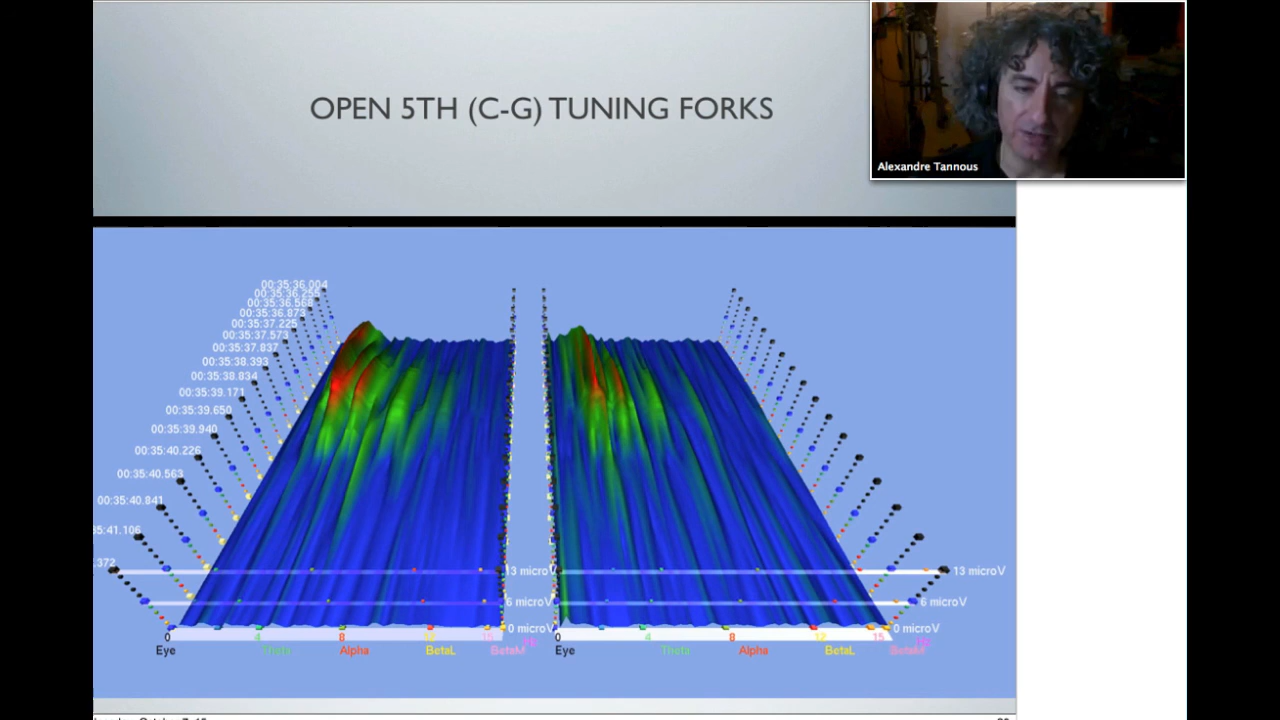 OPEN 5TH (C-G) TUNING FORKS
Alexandre Tannous
00:35:36.004
00:35:36.255
00:35:36.568
00:35:36.873
00:35:37.225
00:35:37.573
00:35:37.837
00:35:38.393
00:35:38.834
00:35:39.171
00:35:39.650
00:35:39.940
00:35:40.226
00:35:40.563
00:35:40.841
35:41.106
.372
13 microV 13 microV
6 microV 6 microV
0 microV 0 microV
0 4 8 12 15 0 4 8 12 15
Eye Theta Alpha BetaL BetaM Eye Theta Alpha BetaL BetaM